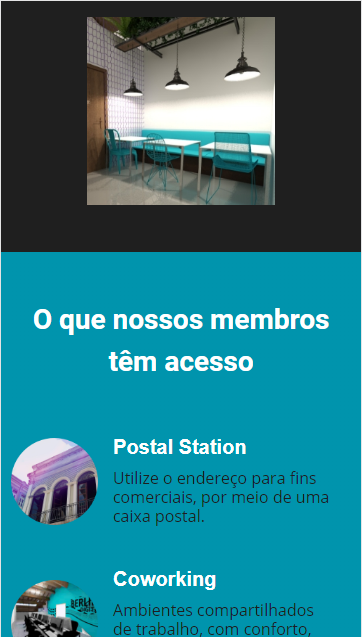 O que nossos membros
têm acesso
Postal Station
Utilize o endereço para fins
comerciais, por meio de uma
caixa postal.
Coworking
Ambientes compartilhados
de trabalho, com conforto,